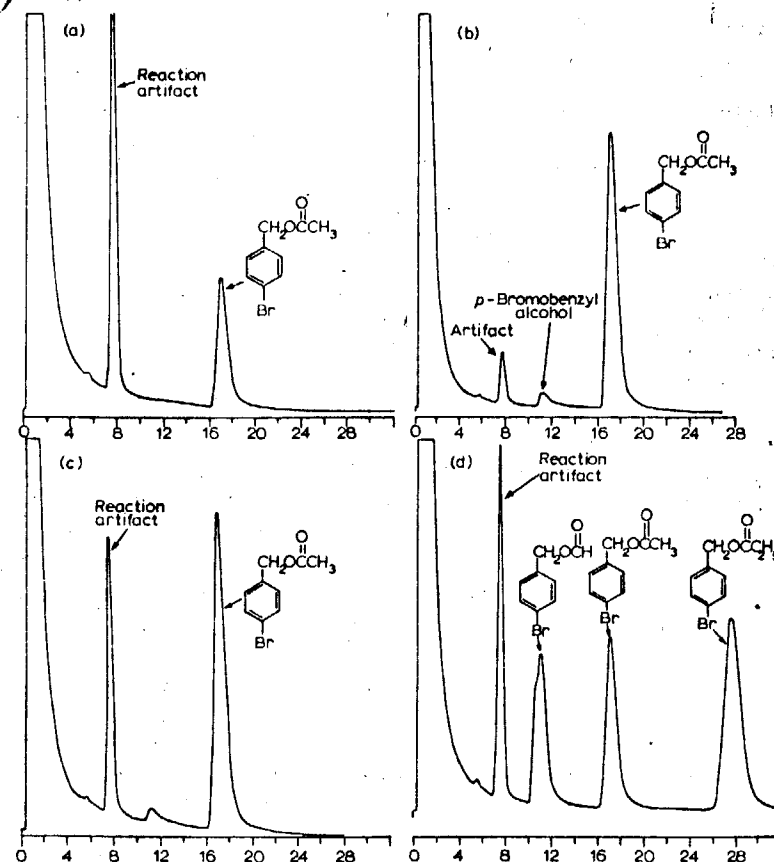 (a)
Reaction
artifact
O
CH2OCCH3
Br
0 4 8 12 16 20 24 28
(b)
O
CH2OCCH3
Br
p-Bromobenzyl
alcohol
Artifact
0 4 8 12 16 20 24 28
(c)
Reaction
artifact
O
CH2OCCH3
Br
0 4 8 12 16 20 24 28
(d)
Reaction
artifact
O O O
CH2OCH CH2OCCH3
Br Br Br
0 4 8 12 16 20 24 28